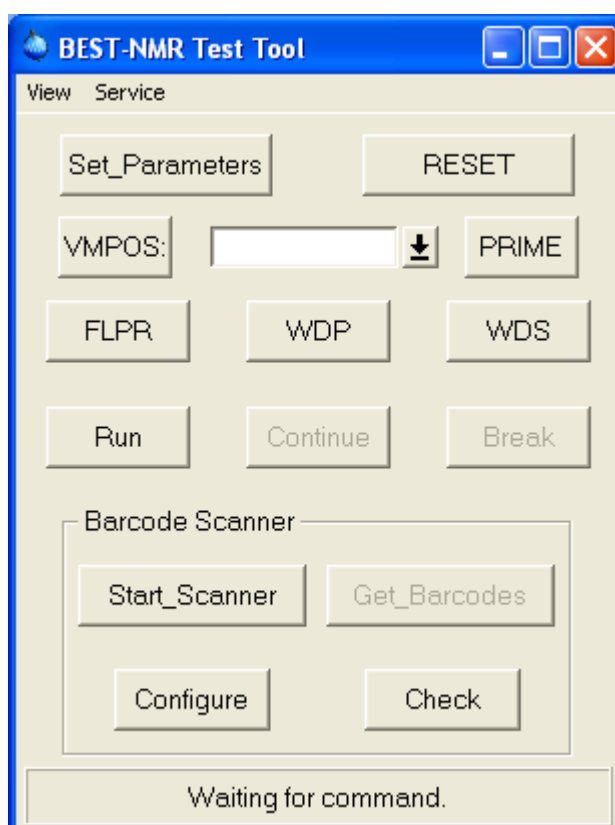 BEST-NMR Test Tool
View Service
Set_Parameters RESET
VMPOS: PRIME
FLPR WDP WDS
Run Continue Break
Barcode Scanner
Start_Scanner Get_Barcodes
Configure Check
Waiting for command.